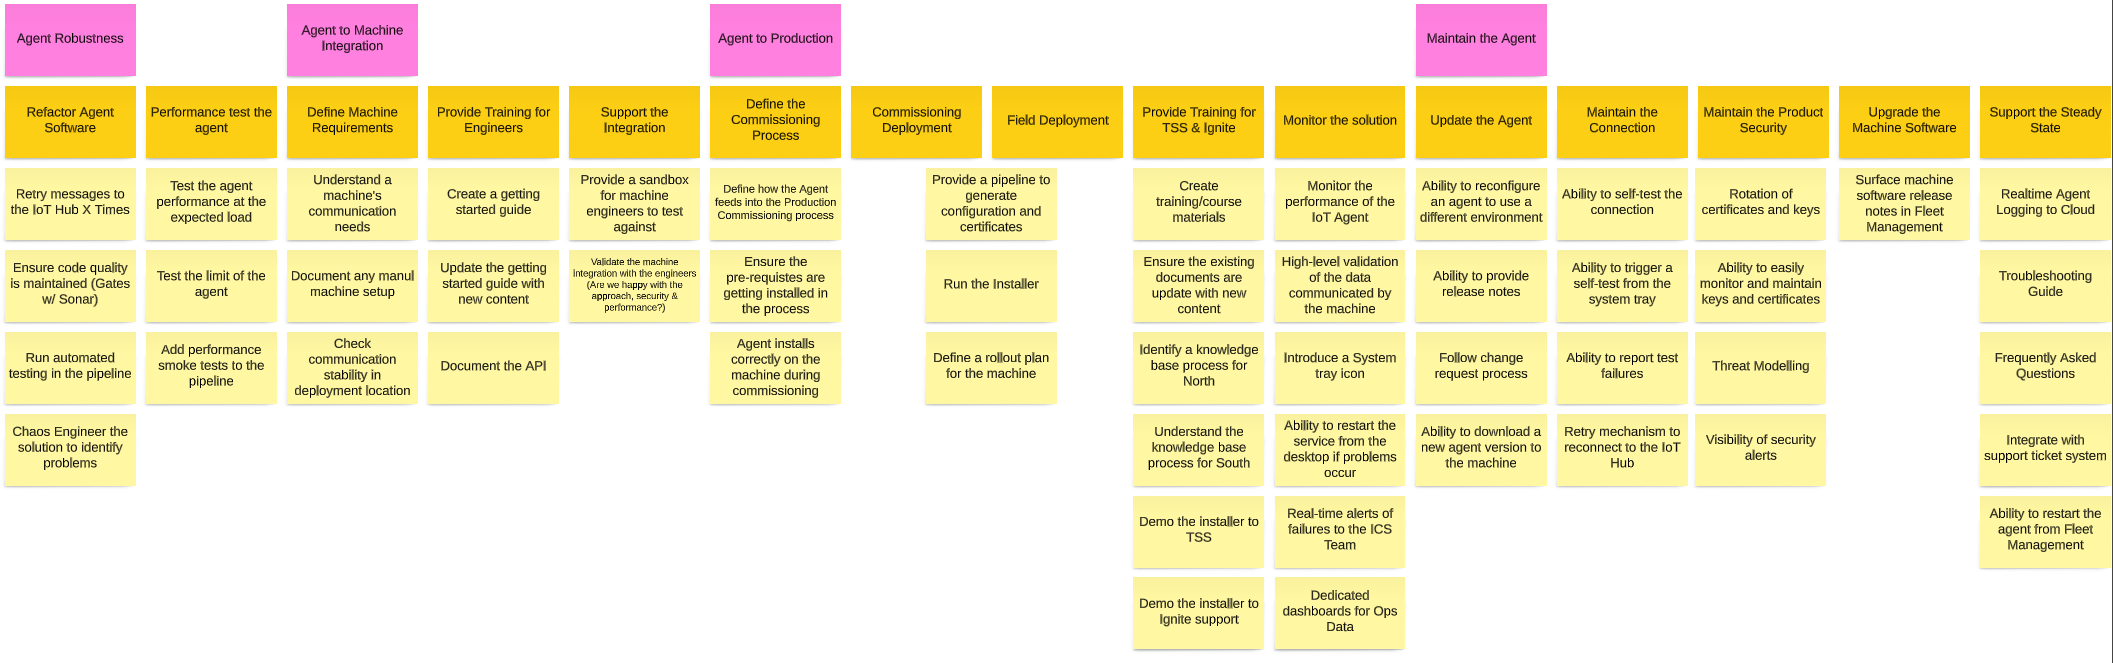 Agent Robustness
Agent to Machine
Integration
Agent to Production
Maintain the Agent
Refactor Agent
Software
Performance test the
agent
Define Machine
Requirements
Provide Training for
Engineers
Support the
Integration
Define the
Commissioning
Process
Commissioning
Deployment
Field Deployment
Provide Training for
TSS & Ignite
Monitor the solution
Update the Agent
Maintain the
Connection
Maintain the Product
Security
Upgrade the
Machine Software
Support the Steady
State
Retry messages to
the IoT Hub X Times
Test the agent
performance at the
expected load
Understand a
machine's
communication
needs
Create a getting
started guide
Provide a sandbox
for machine
engineers to test
against
Define how the Agent
feeds into the Production
Commissioning process
Provide a pipeline to
generate
configuration and
certificates
Create
training/course
materials
Monitor the
performance of the
IoT Agent
Ability to reconfigure
an agent to use a
different environment
Ability to self-test the
connection
Rotation of
certificates and keys
Surface machine
software release
notes in Fleet
Management
Realtime Agent
Logging to Cloud
Ensure code quality
is maintained (Gates
w/ Sonar)
Test the limit of the
agent
Document any manul
machine setup
Update the getting
started guide with
new content
Validate the machine
Integration with the engineers
(Are we happy with the
approach, security &
performance?)
Ensure the
pre-requistes are
getting installed in
the process
Run the Installer
Ensure the existing
documents are
update with new
content
High-level validation
of the data
communicated by
the machine
Ability to provide
release notes
Ability to trigger a
self-test from the
system tray
Ability to easily
monitor and maintain
keys and certificates
Troubleshooting
Guide
Run automated
testing in the pipeline
Add performance
smoke tests to the
pipeline
Check
communication
stability in
deployment location
Document the API
Agent installs
correctly on the
machine during
commissioning
Define a rollout plan
for the machine
Identify a knowledge
base process for
North
Introduce a System
tray icon
Follow change
request process
Ability to report test
failures
Threat Modelling
Frequently Asked
Questions
Chaos Engineer the
solution to identify
problems
Understand the
knowledge base
process for South
Ability to restart the
service from the
desktop if problems
occur
Ability to download a
new agent version to
the machine
Retry mechanism to
reconnect to the IoT
Hub
Visibility of security
alerts
Integrate with
support ticket system
Demo the installer to
TSS
Real-time alerts of
failures to the ICS
Team
Ability to restart the
agent from Fleet
Management
Demo the installer to
Ignite support
Dedicated
dashboards for Ops
Data